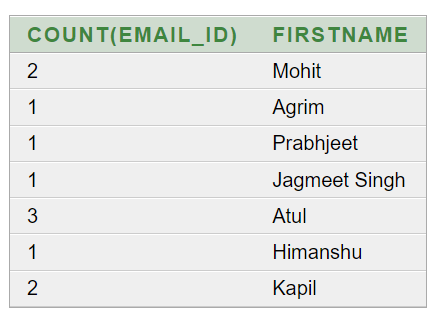 COUNT(EMAIL_ID) FIRSTNAME
2 Mohit
1 Agrim
1 Prabhjeet
1 Jagmeet Singh
3 Atul
1 Himanshu
2 Kapil